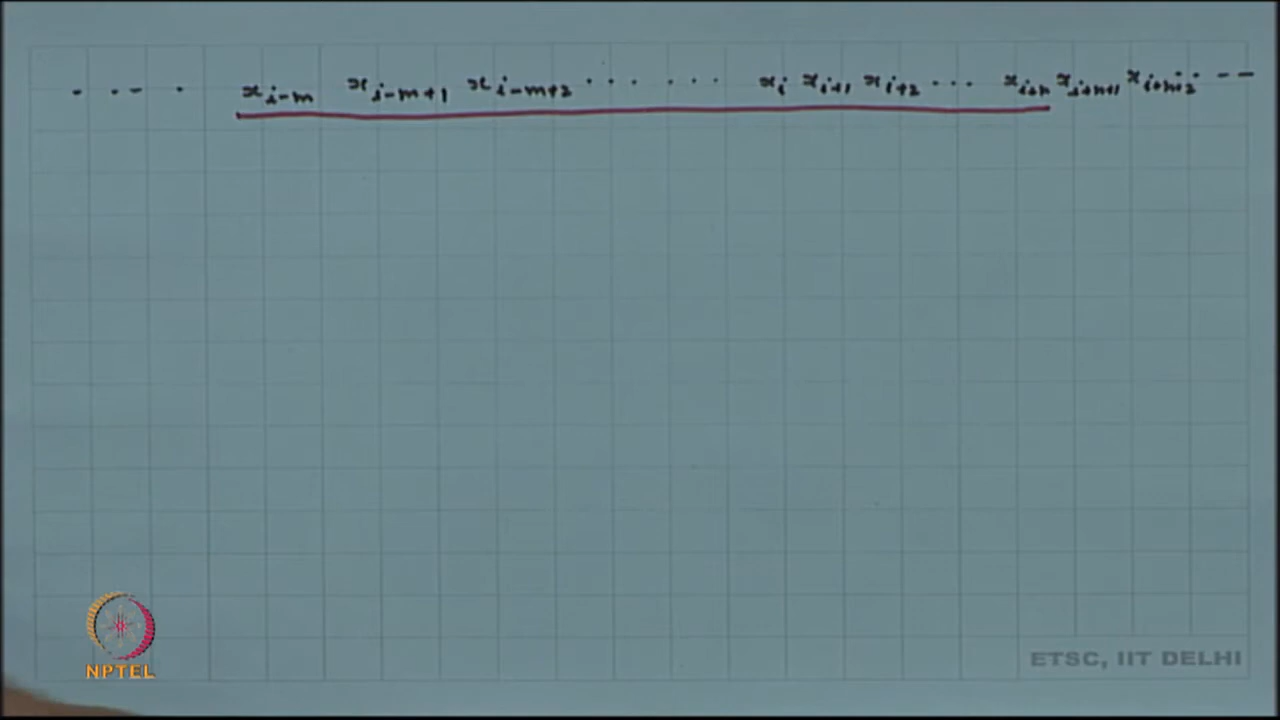 . . - . x_{i-m} x_{i-m+1} x_{i-m+2} . . . . . . x_i x_{i+1} x_{i+2} . . . x_{i+n} x_{i+n+1} x_{i+n+2} . . - -
NPTEL
ETSC, IIT DELHI